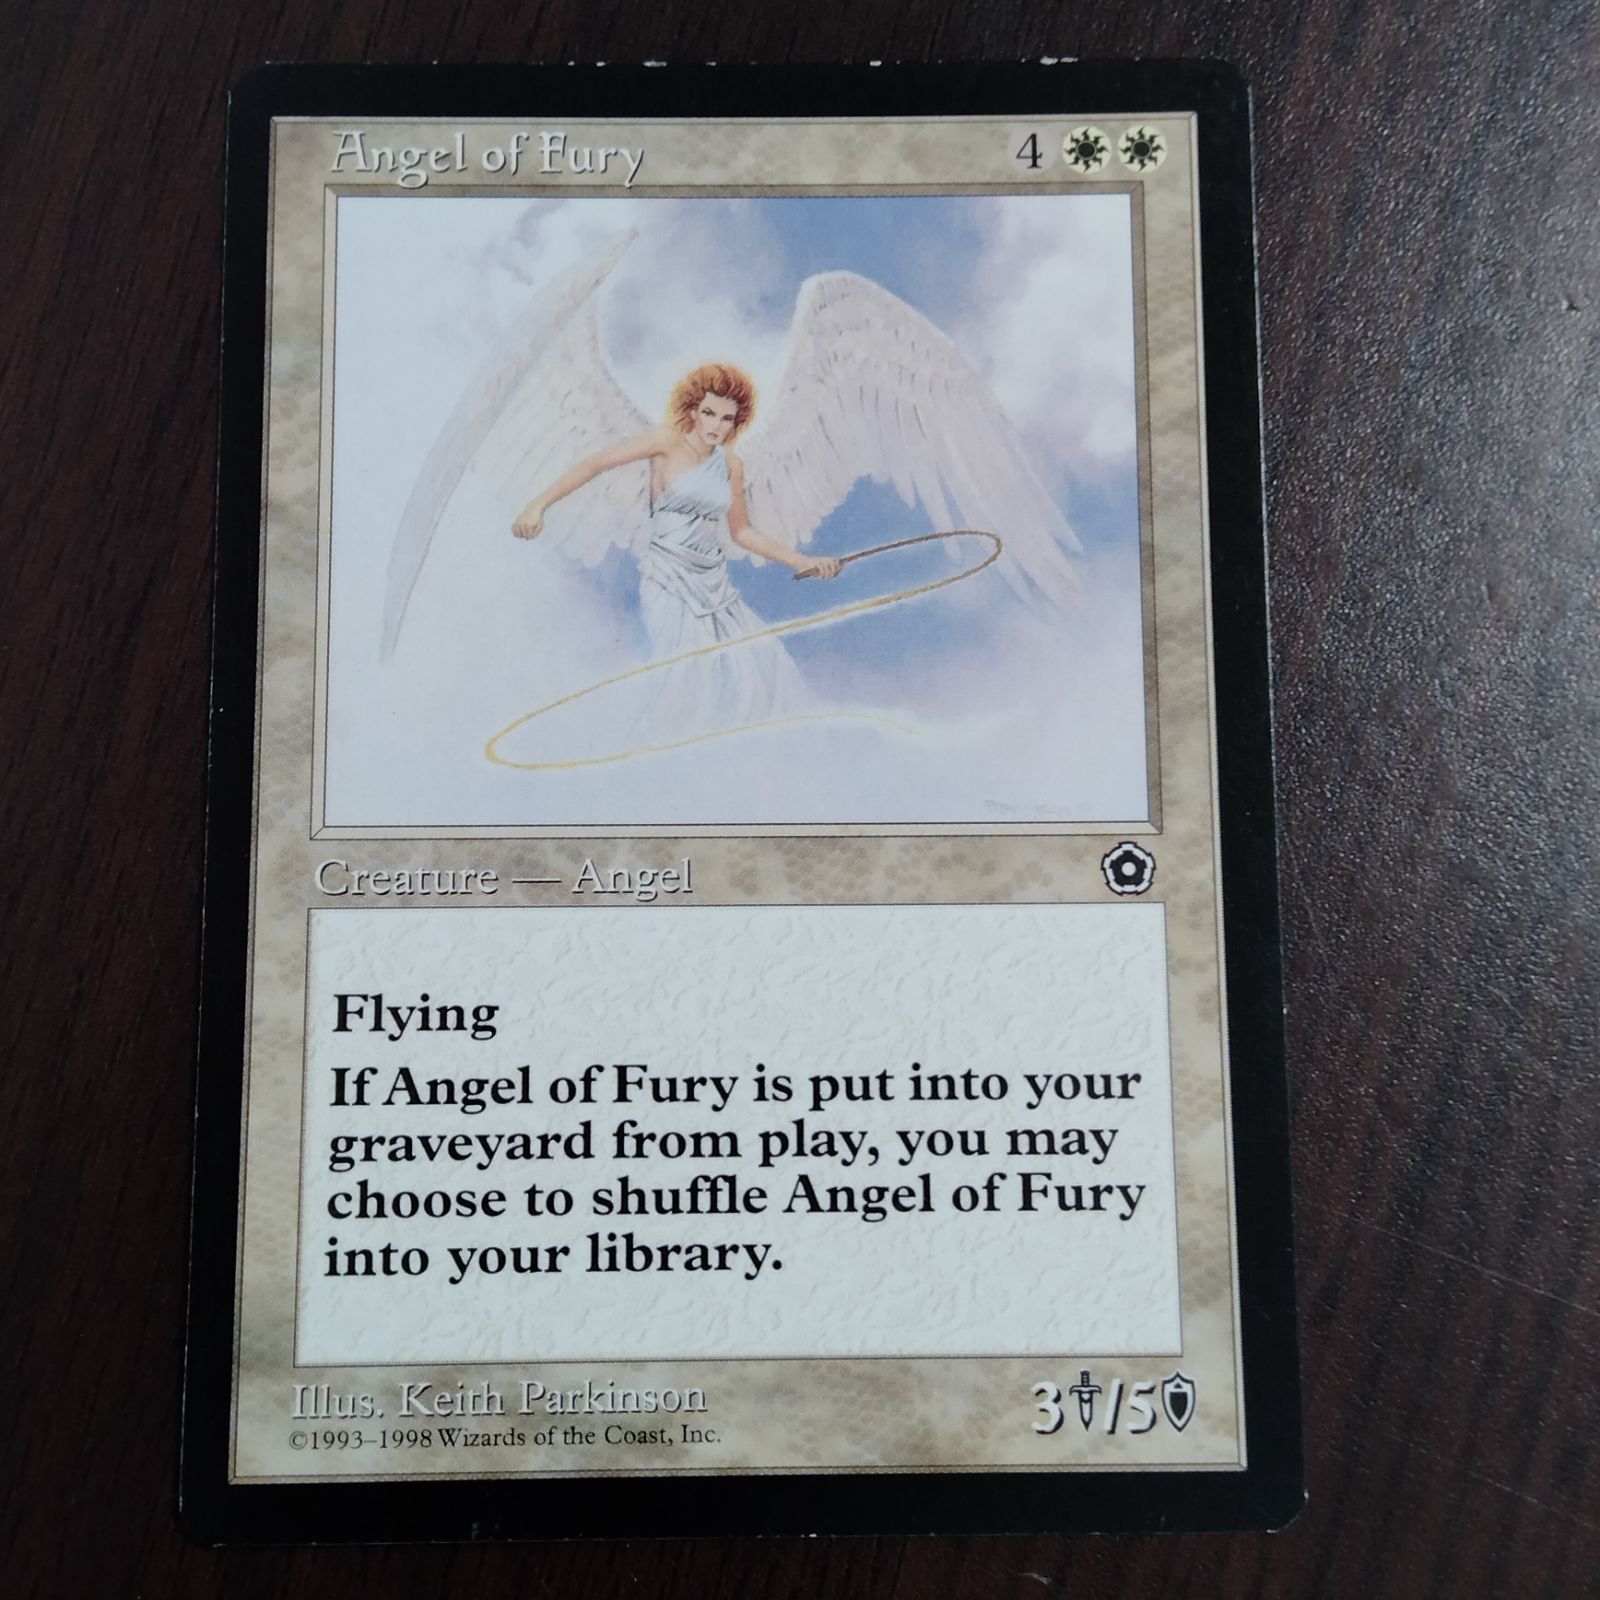 Angel of Fury 4
Creature — Angel
Flying
If Angel of Fury is put into your
graveyard from play, you may
choose to shuffle Angel of Fury
into your library.
Illus. Keith Parkinson
3/5
©1993–1998 Wizards of the Coast, Inc.